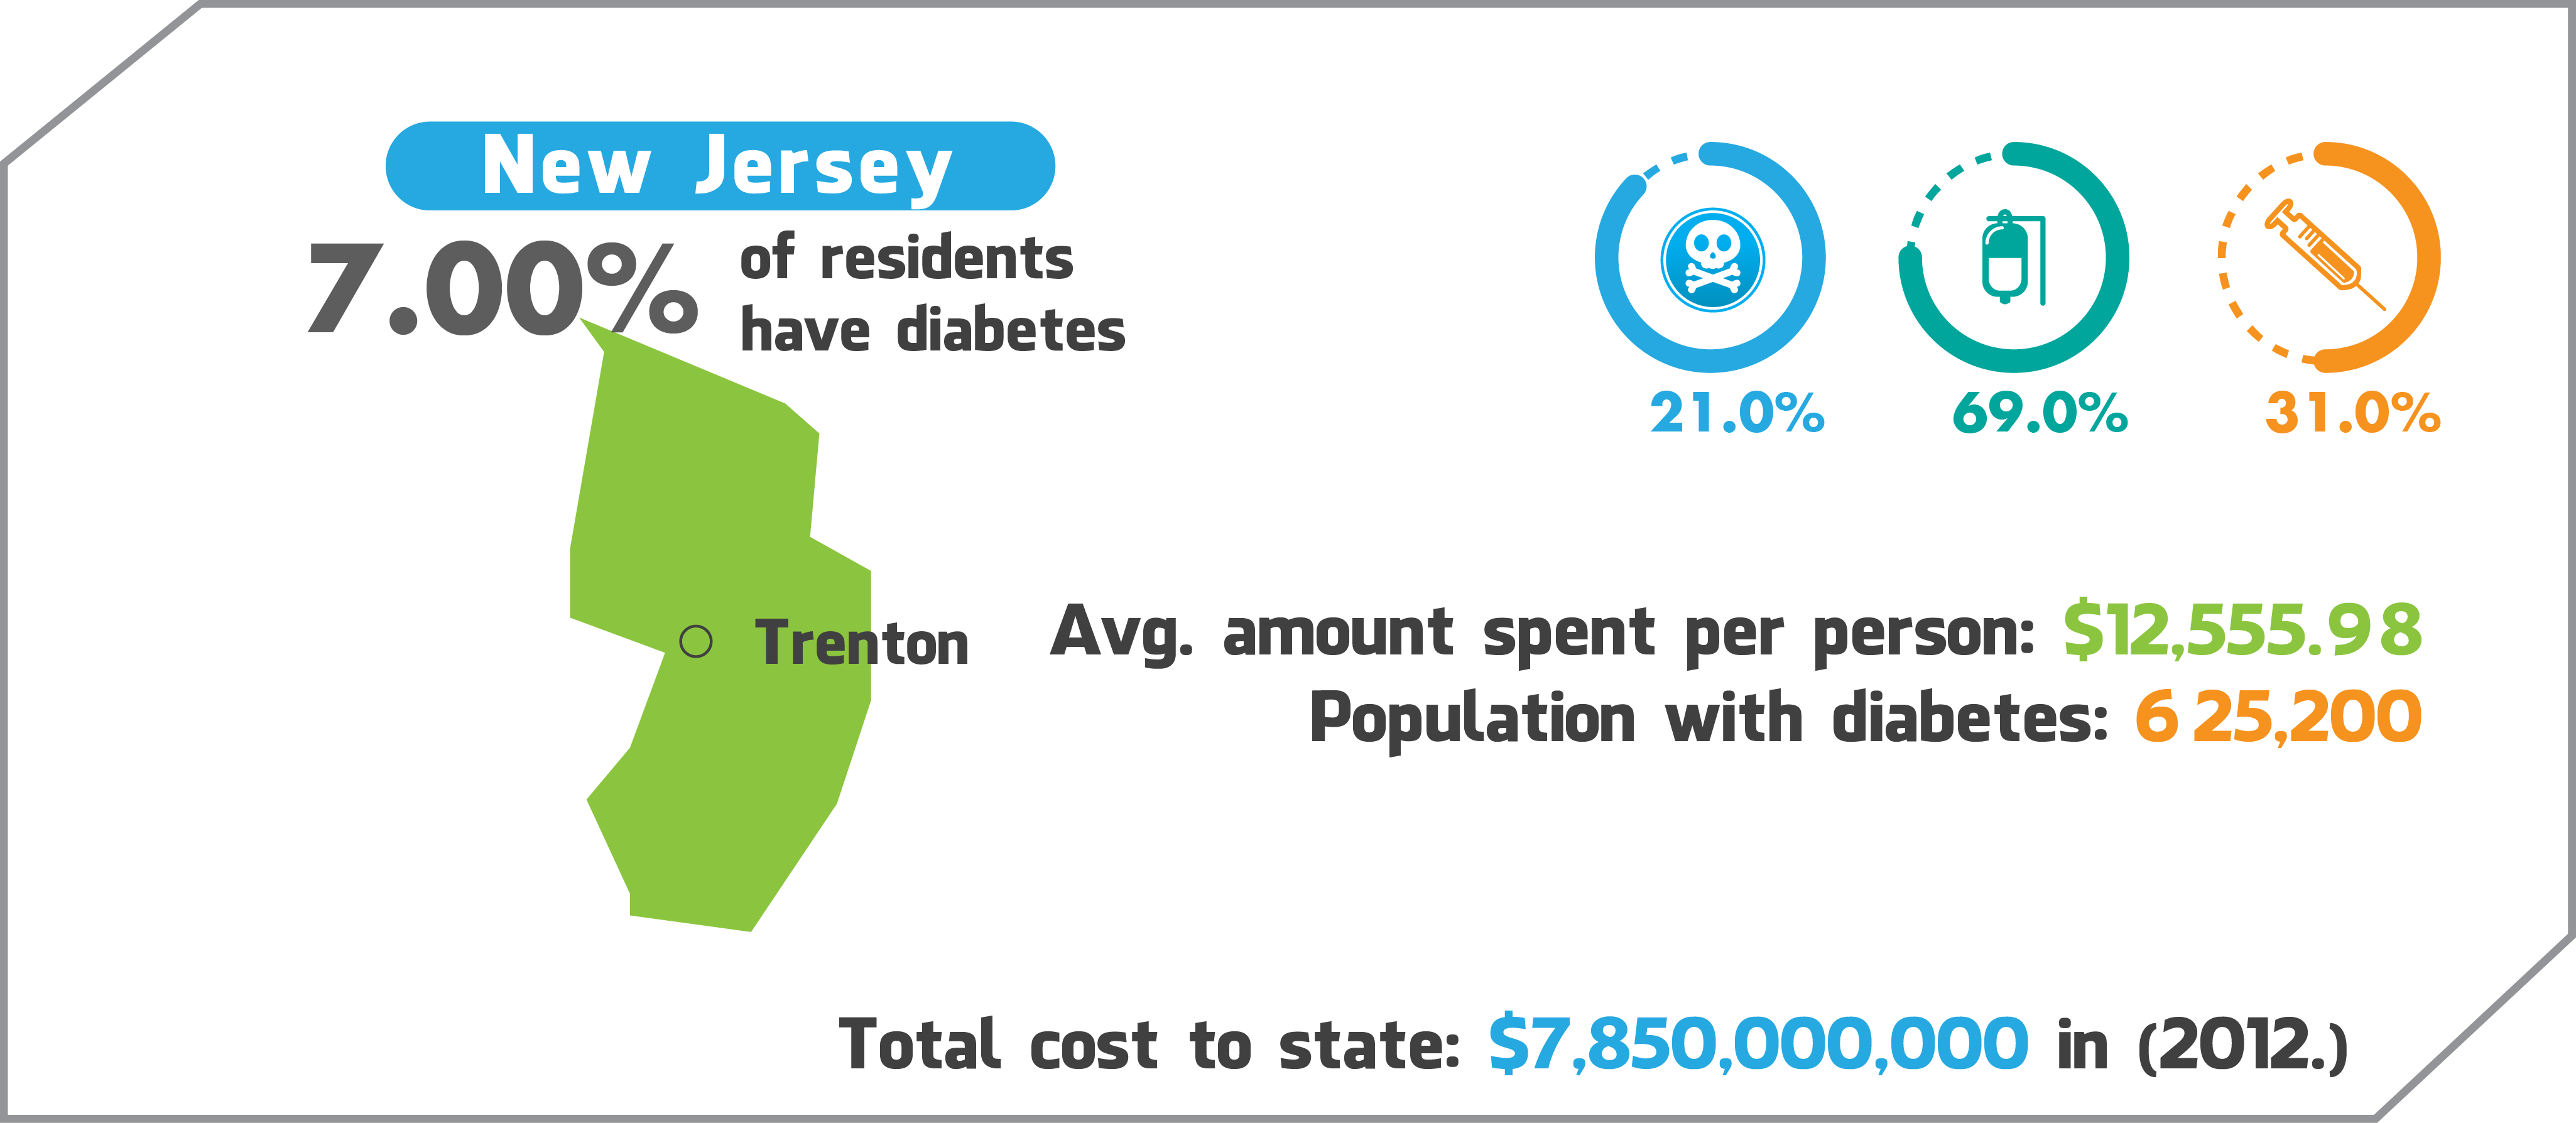 New Jersey
7.00% of residents
have diabetes
21.0% 69.0% 31.0%
Trenton
Avg. amount spent per person: $12,555.98
Population with diabetes: 625,200
Total cost to state: $7,850,000,000 in (2012.)